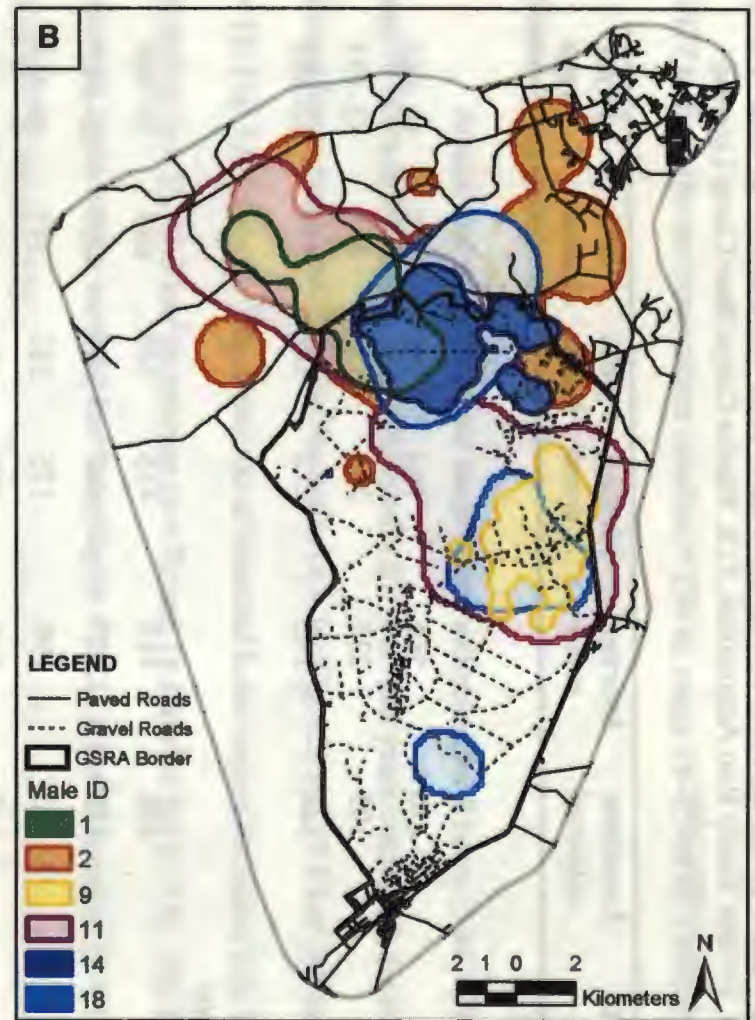 B
LEGEND
Paved Roads
Gravel Roads
GSRA Border
Male ID
1
2
9
11
14
18
2 1 0 2
Kilometers
N